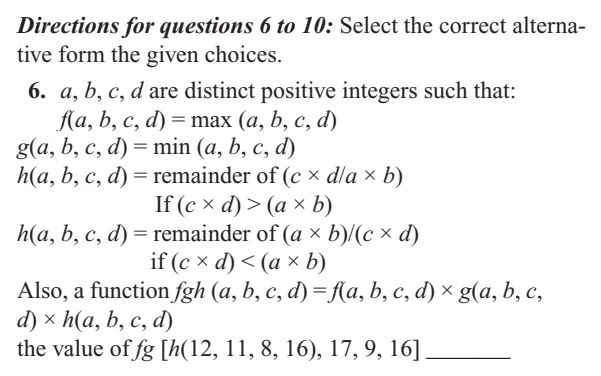 Directions for questions 6 to 10: Select the correct alterna-
tive form the given choices.
6. a, b, c, d are distinct positive integers such that:
f(a, b, c, d) = max (a, b, c, d)
g(a, b, c, d) = min (a, b, c, d)
h(a, b, c, d) = remainder of (c × d/a × b)
If (c × d) > (a × b)
h(a, b, c, d) = remainder of (a × b)/(c × d)
if (c × d) < (a × b)
Also, a function fgh (a, b, c, d) = f(a, b, c, d) × g(a, b, c,
d) × h(a, b, c, d)
the value of fg [h(12, 11, 8, 16), 17, 9, 16] ________